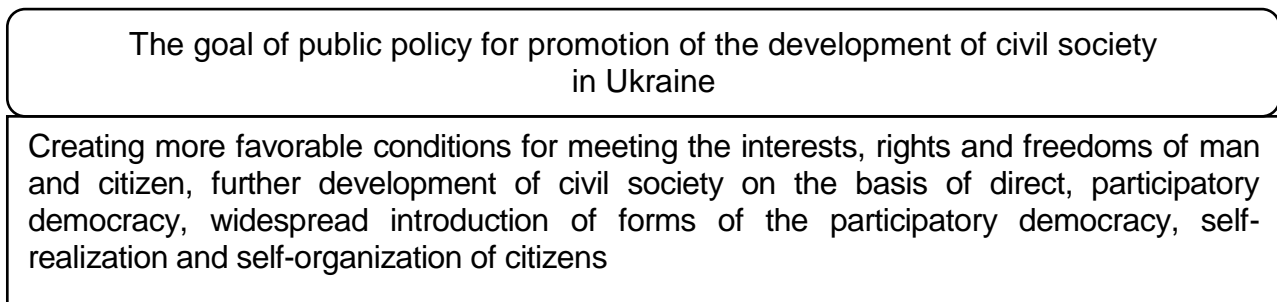 The goal of public policy for promotion of the development of civil society
in Ukraine
Creating more favorable conditions for meeting the interests, rights and freedoms of man
and citizen, further development of civil society on the basis of direct, participatory
democracy, widespread introduction of forms of the participatory democracy, self-
realization and self-organization of citizens